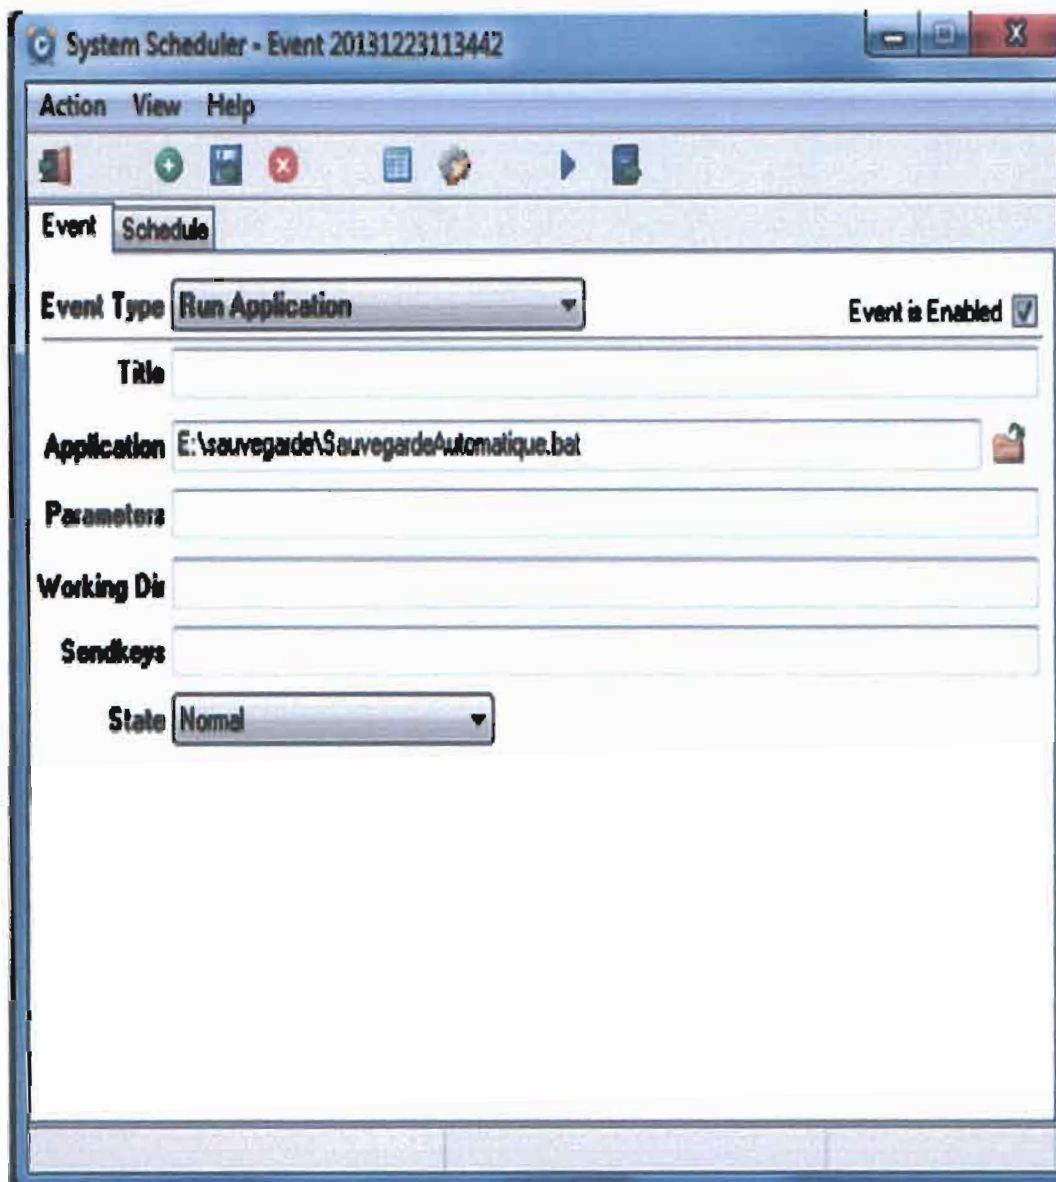 System Scheduler - Event 20131223113442
Action View Help
Event Schedule
Event Type Run Application Event is Enabled
Title
Application E:\sauvegarde\SauvegardeAutomatique.bat
Parameters
Working Dir
Sendkeys
State Normal